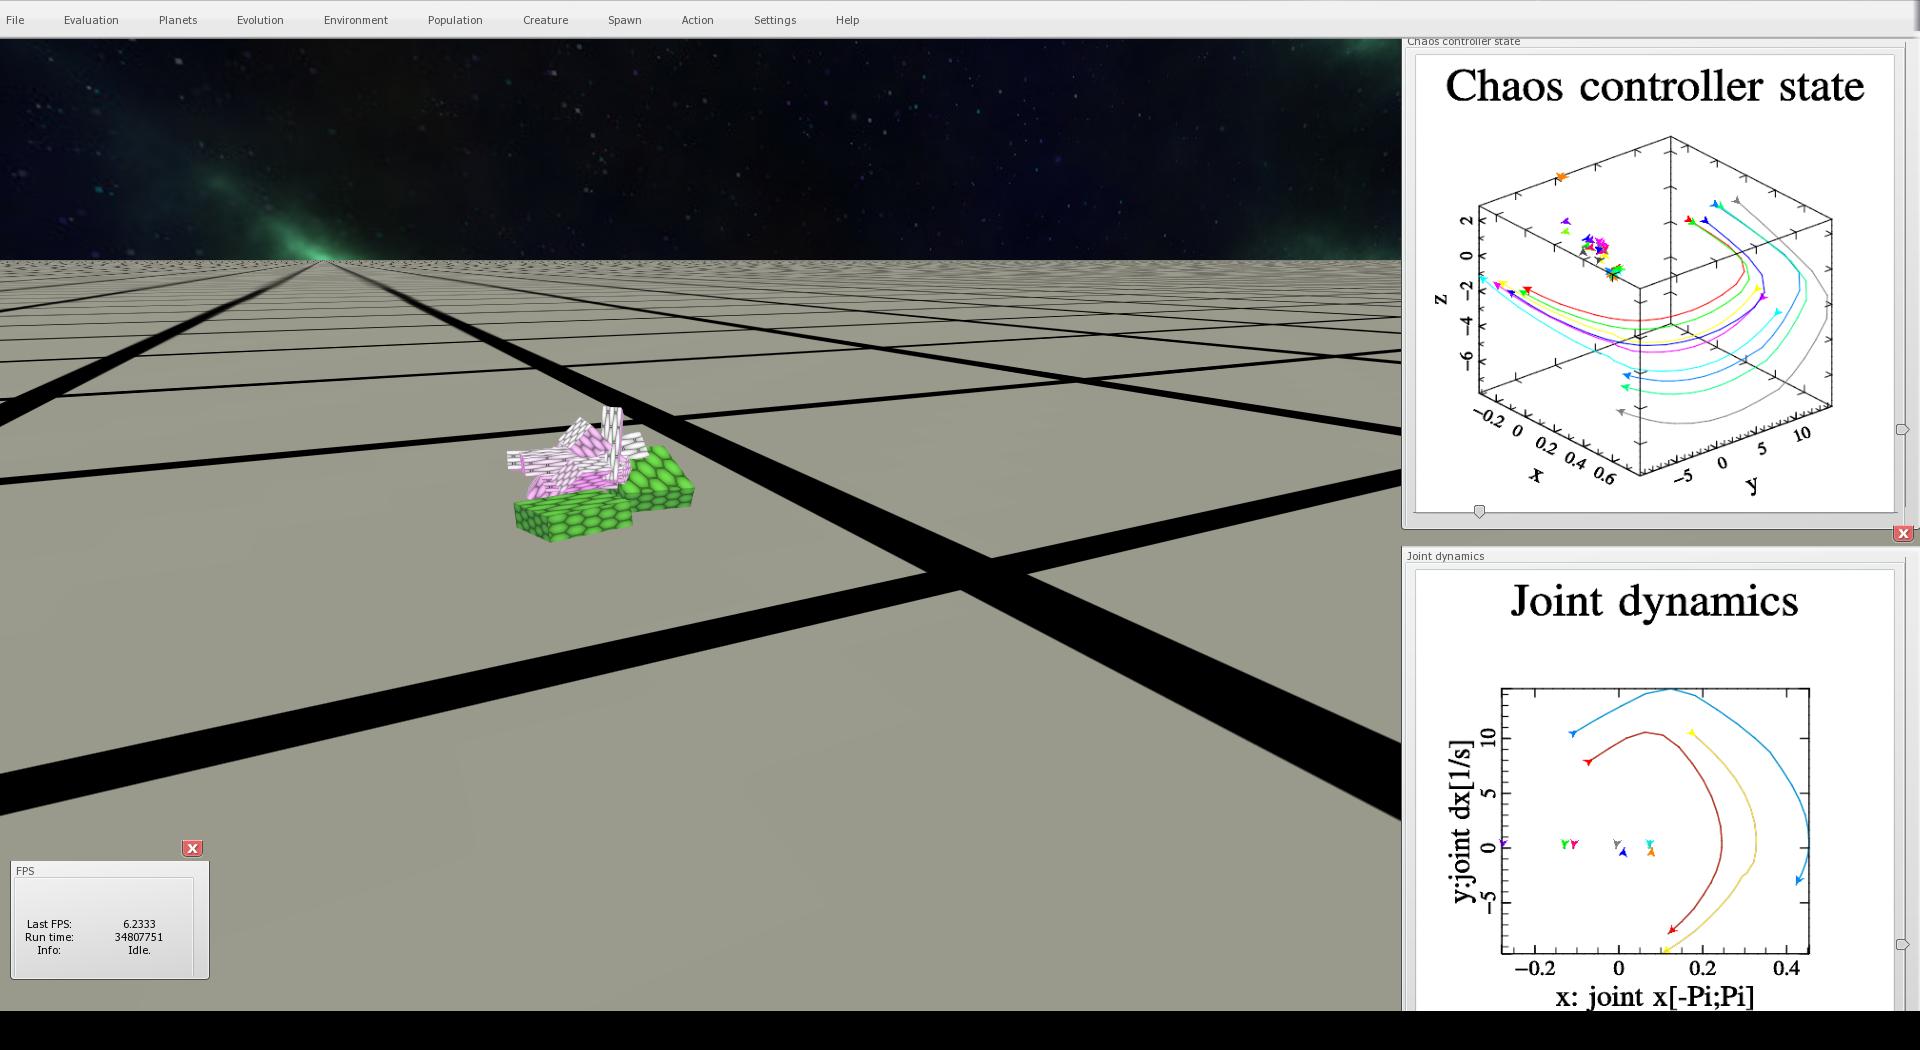 File Evaluation Planets Evolution Environment Population Creature Spawn Action Settings Help
Chaos controller state
Chaos controller state
z
2
0
−2
−4
−6
−0.2 0 0.2 0.4 0.6
x
−5 0 5 10
y
X
Joint dynamics
Joint dynamics
y:joint dx[1/s]
10
5
0
−5
−0.2 0 0.2 0.4
x: joint x[-Pi;Pi]
X
FPS
Last FPS: 6.2333
Run time: 34807751
Info: Idle.